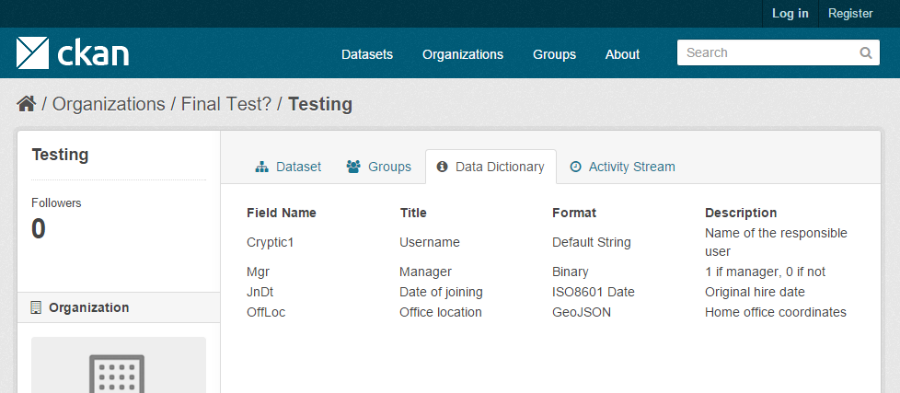 Log in Register
ckan Datasets Organizations Groups About Search
/ Organizations / Final Test? / Testing
Testing
Followers
0
Organization
Dataset Groups Data Dictionary Activity Stream
Field Name Title Format Description
Cryptic1 Username Default String Name of the responsible
user
Mgr Manager Binary 1 if manager, 0 if not
JnDt Date of joining ISO8601 Date Original hire date
OffLoc Office location GeoJSON Home office coordinates